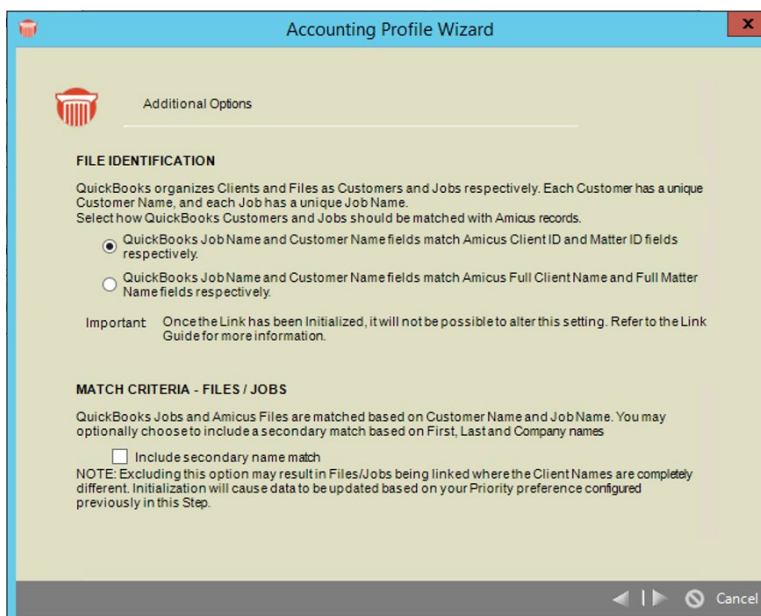 Accounting Profile Wizard
x
Additional Options
FILE IDENTIFICATION
QuickBooks organizes Clients and Files as Customers and Jobs respectively. Each Customer has a unique
Customer Name, and each Job has a unique Job Name.
Select how QuickBooks Customers and Jobs should be matched with Amicus records.
QuickBooks Job Name and Customer Name fields match Amicus Client ID and Matter ID fields
respectively.
QuickBooks Job Name and Customer Name fields match Amicus Full Client Name and Full Matter
Name fields respectively.
Important Once the Link has been Initialized, it will not be possible to alter this setting. Refer to the Link
Guide for more information.
MATCH CRITERIA - FILES / JOBS
QuickBooks Jobs and Amicus Files are matched based on Customer Name and Job Name. You may
optionally choose to include a secondary match based on First, Last and Company names
Include secondary name match
NOTE: Excluding this option may result in Files/Jobs being linked where the Client Names are completely
different. Initialization will cause data to be updated based on your Priority preference configured
previously in this Step.
Cancel